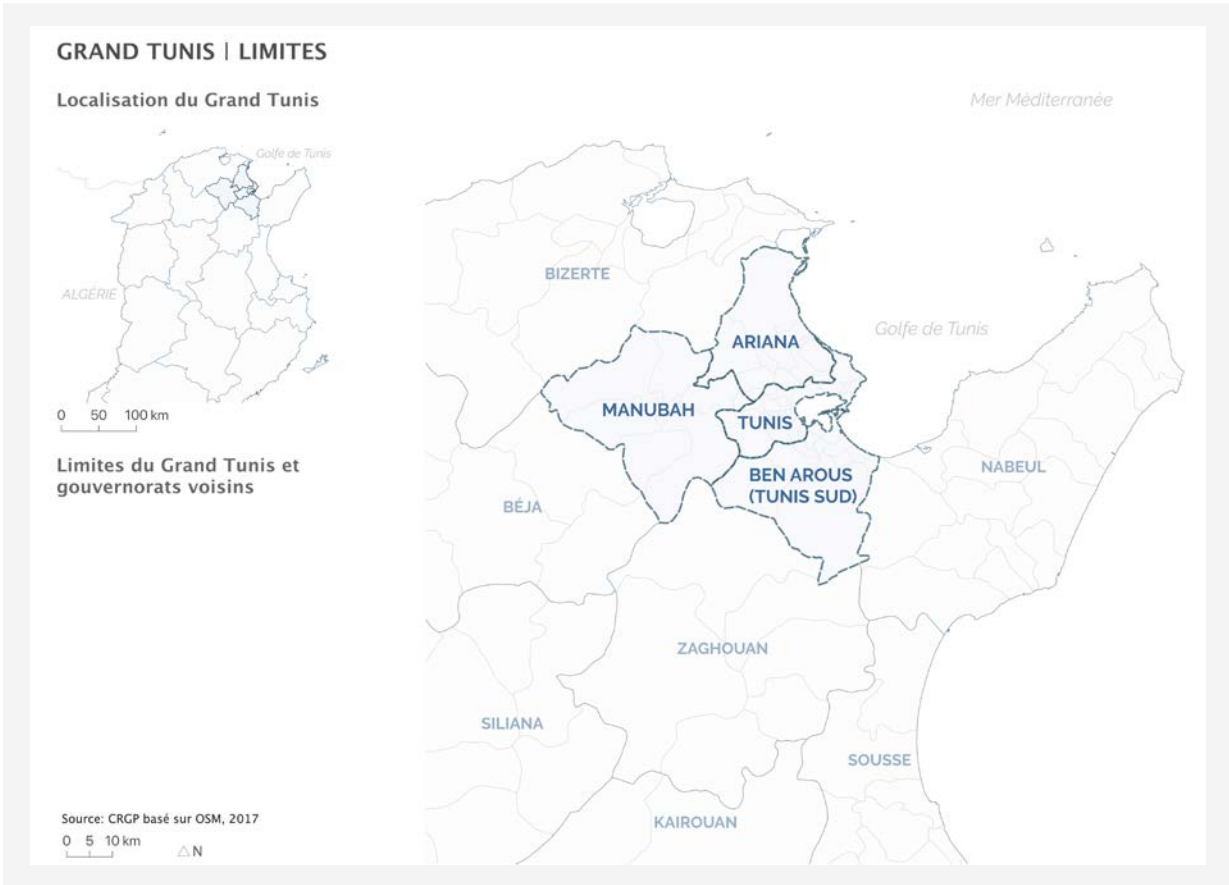 GRAND TUNIS | LIMITES
Localisation du Grand Tunis
Golfe de Tunis
ALGÉRIE
0 50 100 km
Limites du Grand Tunis et
gouvernorats voisins
Mer Méditerranée
BIZERTE
ARIANA
Golfe de Tunis
MANUBAH
TUNIS
NABEUL
BEN AROUS
(TUNIS SUD)
BÉJA
ZAGHOUAN
SILIANA
SOUSSE
KAIROUAN
Source: CRGP basé sur OSM, 2017
0 5 10 km
N